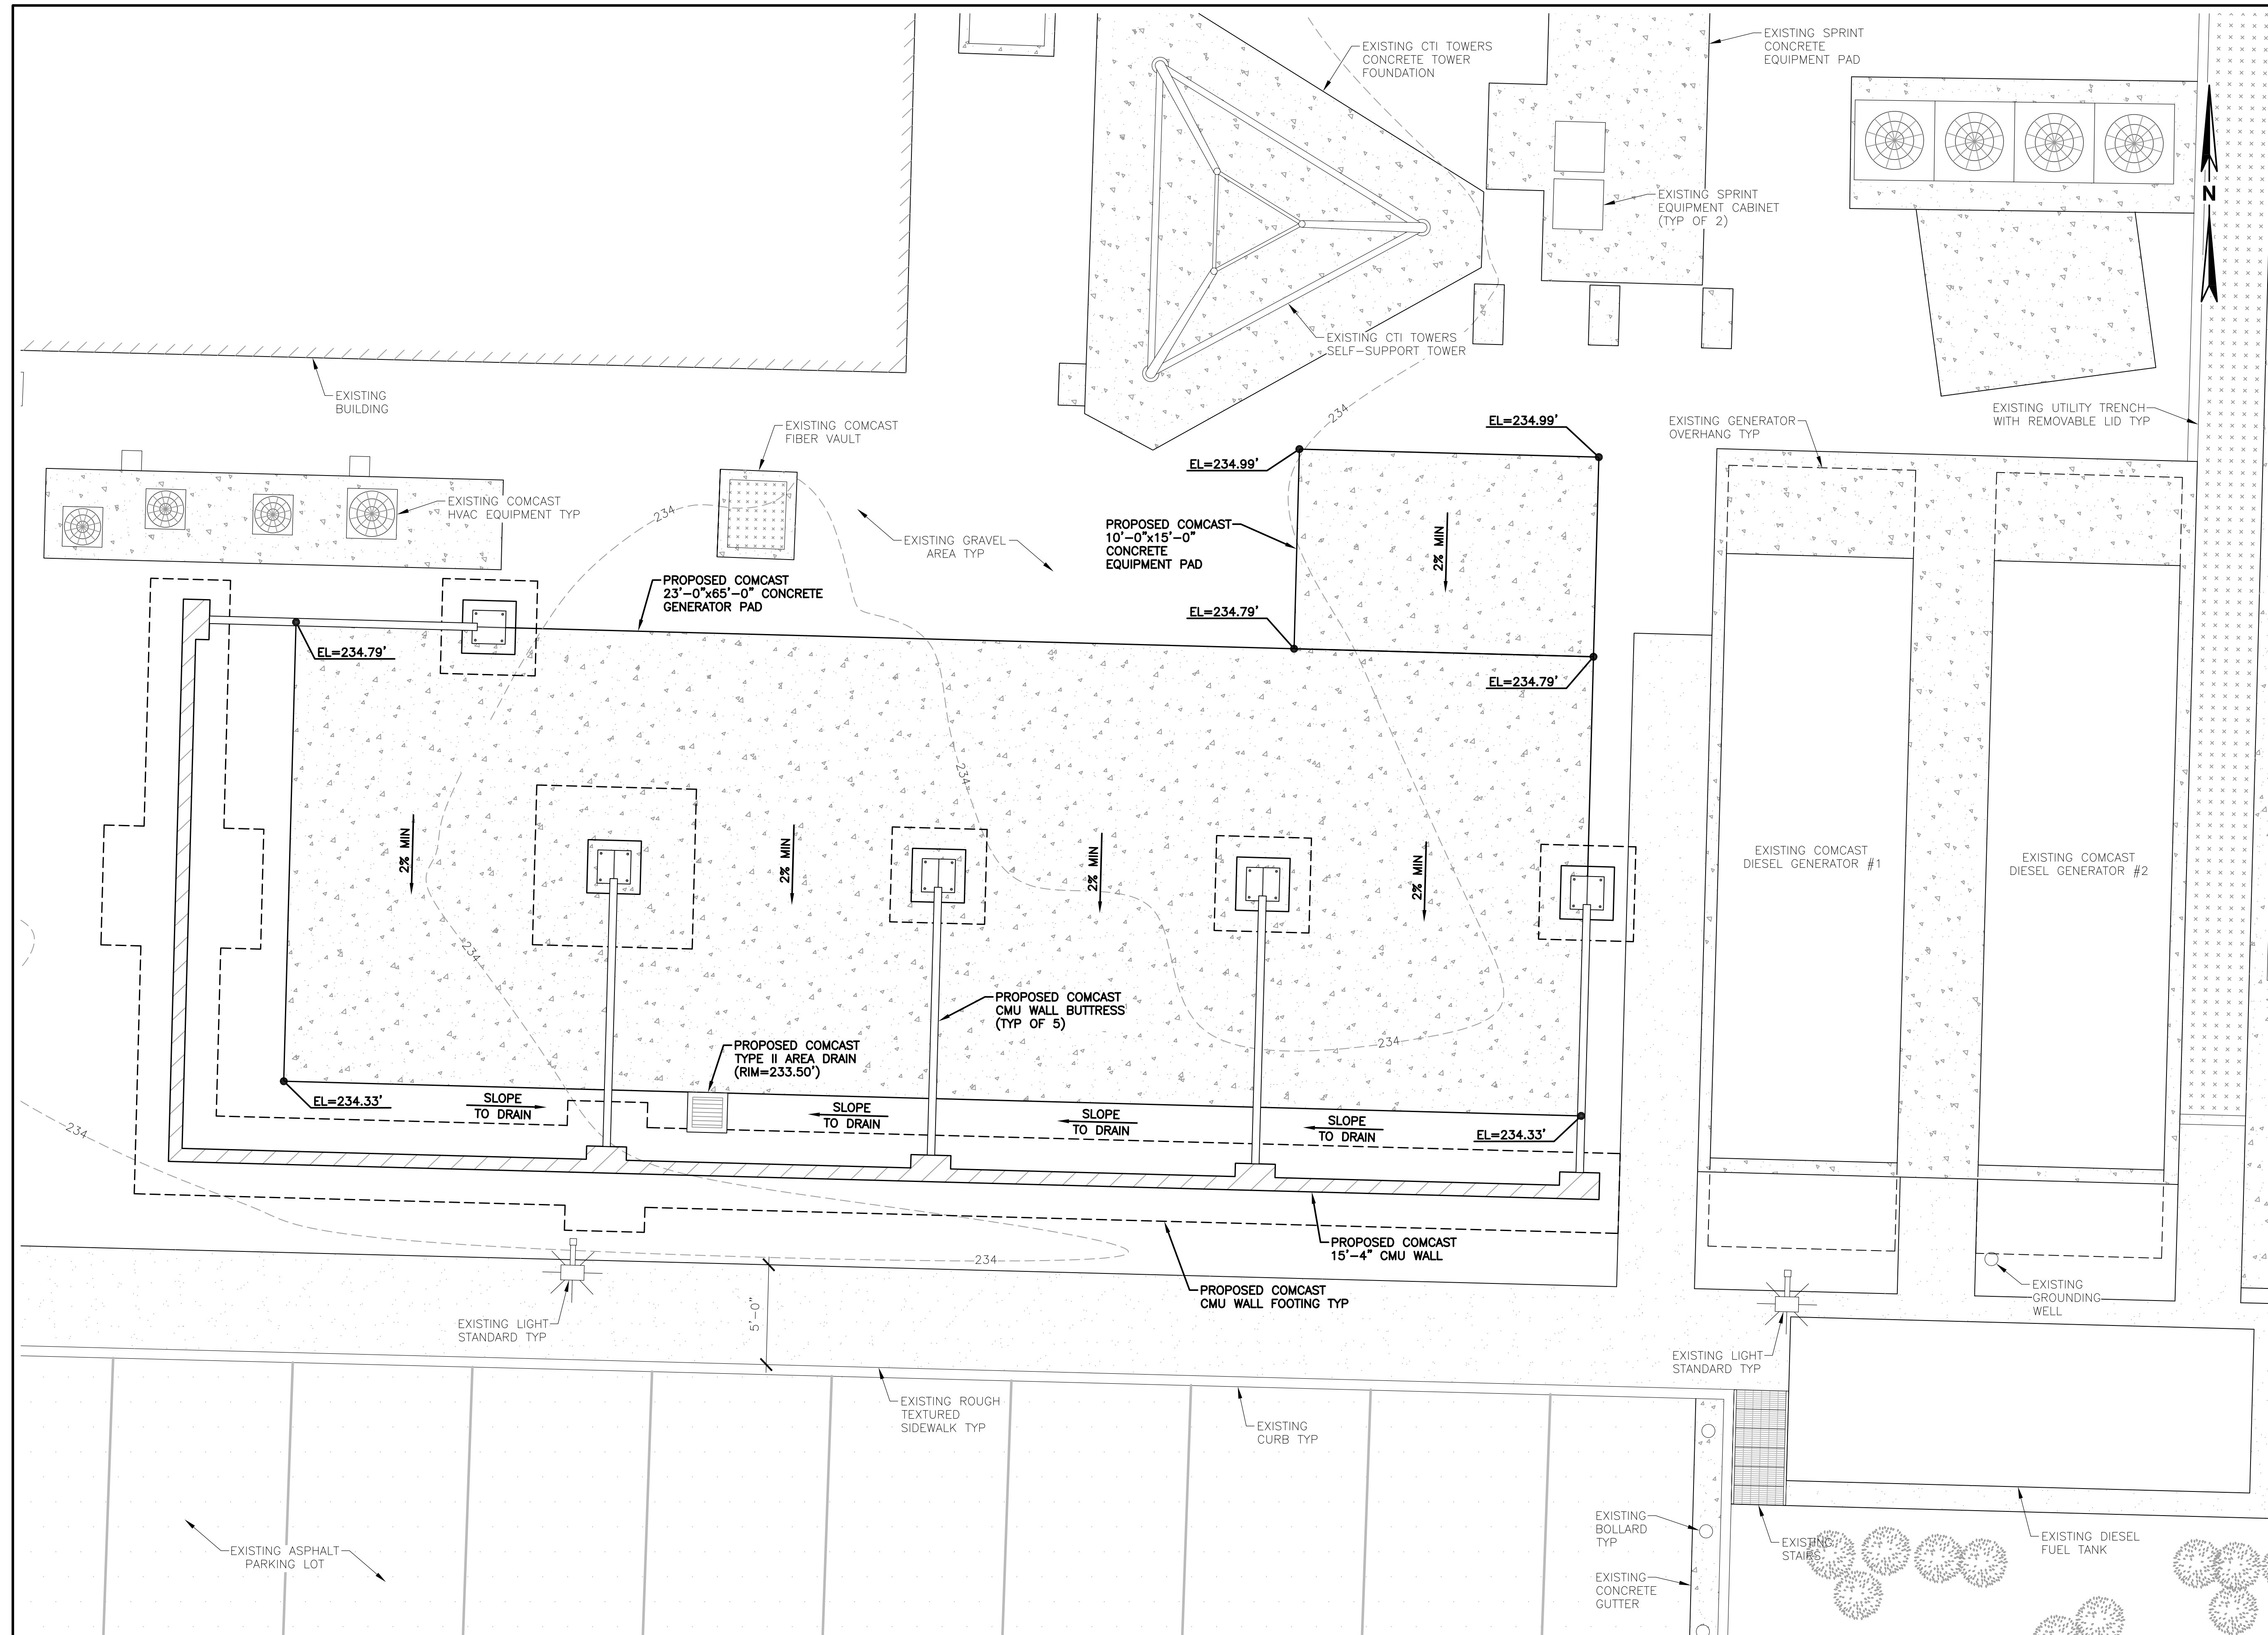 EXISTING CTI TOWERS
CONCRETE TOWER
FOUNDATION
EXISTING SPRINT
CONCRETE
EQUIPMENT PAD
EXISTING SPRINT
EQUIPMENT CABINET
(TYP OF 2)
N
EXISTING CTI TOWERS
SELF-SUPPORT TOWER
EXISTING
BUILDING
EXISTING COMCAST
FIBER VAULT
234
EL=234.99'
EXISTING GENERATOR
OVERHANG TYP
EXISTING UTILITY TRENCH
WITH REMOVABLE LID TYP
EL=234.99'
EXISTING COMCAST
HVAC EQUIPMENT TYP
234
EXISTING GRAVEL
AREA TYP
PROPOSED COMCAST
10'-0"x15'-0"
CONCRETE
EQUIPMENT PAD
2% MIN
PROPOSED COMCAST
23'-0"x65'-0" CONCRETE
GENERATOR PAD
EL=234.79'
EL=234.79'
EL=234.79'
234
2% MIN
2% MIN
2% MIN
2% MIN
EXISTING COMCAST
DIESEL GENERATOR #1
EXISTING COMCAST
DIESEL GENERATOR #2
234
PROPOSED COMCAST
CMU WALL BUTTRESS
(TYP OF 5)
234
PROPOSED COMCAST
TYPE II AREA DRAIN
(RIM=233.50')
EL=234.33'
SLOPE
TO DRAIN
SLOPE
TO DRAIN
SLOPE
TO DRAIN
SLOPE
TO DRAIN
EL=234.33'
234
234
PROPOSED COMCAST
15'-4" CMU WALL
PROPOSED COMCAST
CMU WALL FOOTING TYP
EXISTING
GROUNDING
WELL
EXISTING LIGHT
STANDARD TYP
5'-0"
EXISTING LIGHT
STANDARD TYP
EXISTING ROUGH
TEXTURED
SIDEWALK TYP
EXISTING
CURB TYP
EXISTING ASPHALT
PARKING LOT
EXISTING
BOLLARD
TYP
EXISTING
STAIRS
EXISTING DIESEL
FUEL TANK
EXISTING
CONCRETE
GUTTER